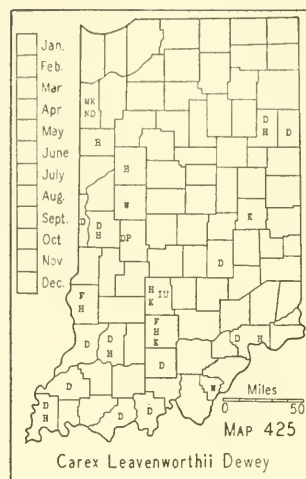 Jan.
Feb.
Mar
Apr
May
June
July
Aug.
Sept.
Oct
Nov
Dec.
MK
ND
H
D
H
D
H
W
K
D
D
H
DP
D
F
H
H
K
IU
F
H
K
D
D
H
D
H
D
D
W
D
H
D
D
Miles
0
50
MAP 425
Carex Leavenworthii Dewey